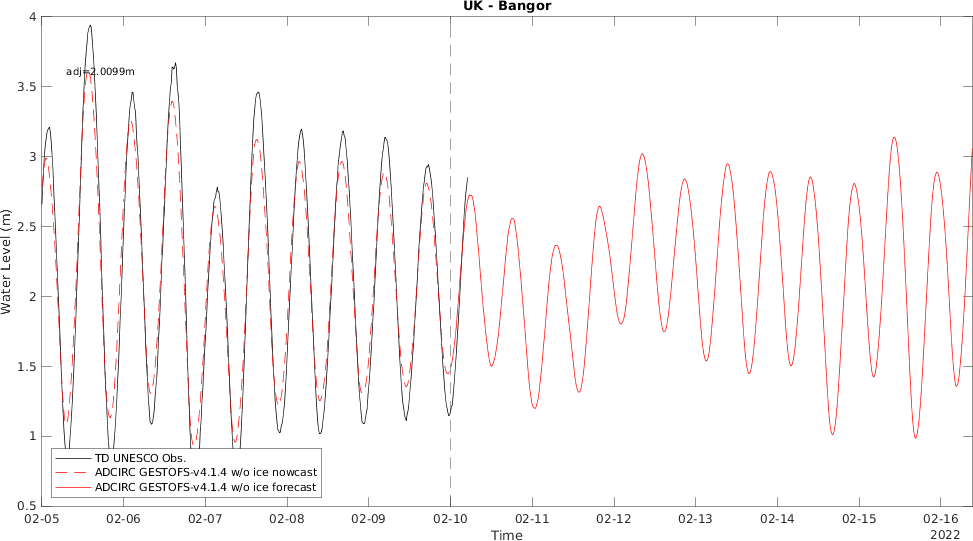 UK - Bangor
Water Level (m)
4
3.5
3
2.5
2
1.5
1
0.5
adj=2.0099m
TD UNESCO Obs.
ADCIRC GESTOFS-v4.1.4 w/o ice nowcast
ADCIRC GESTOFS-v4.1.4 w/o ice forecast
02-05 02-06 02-07 02-08 02-09 02-10 02-11 02-12 02-13 02-14 02-15 02-16
2022
Time